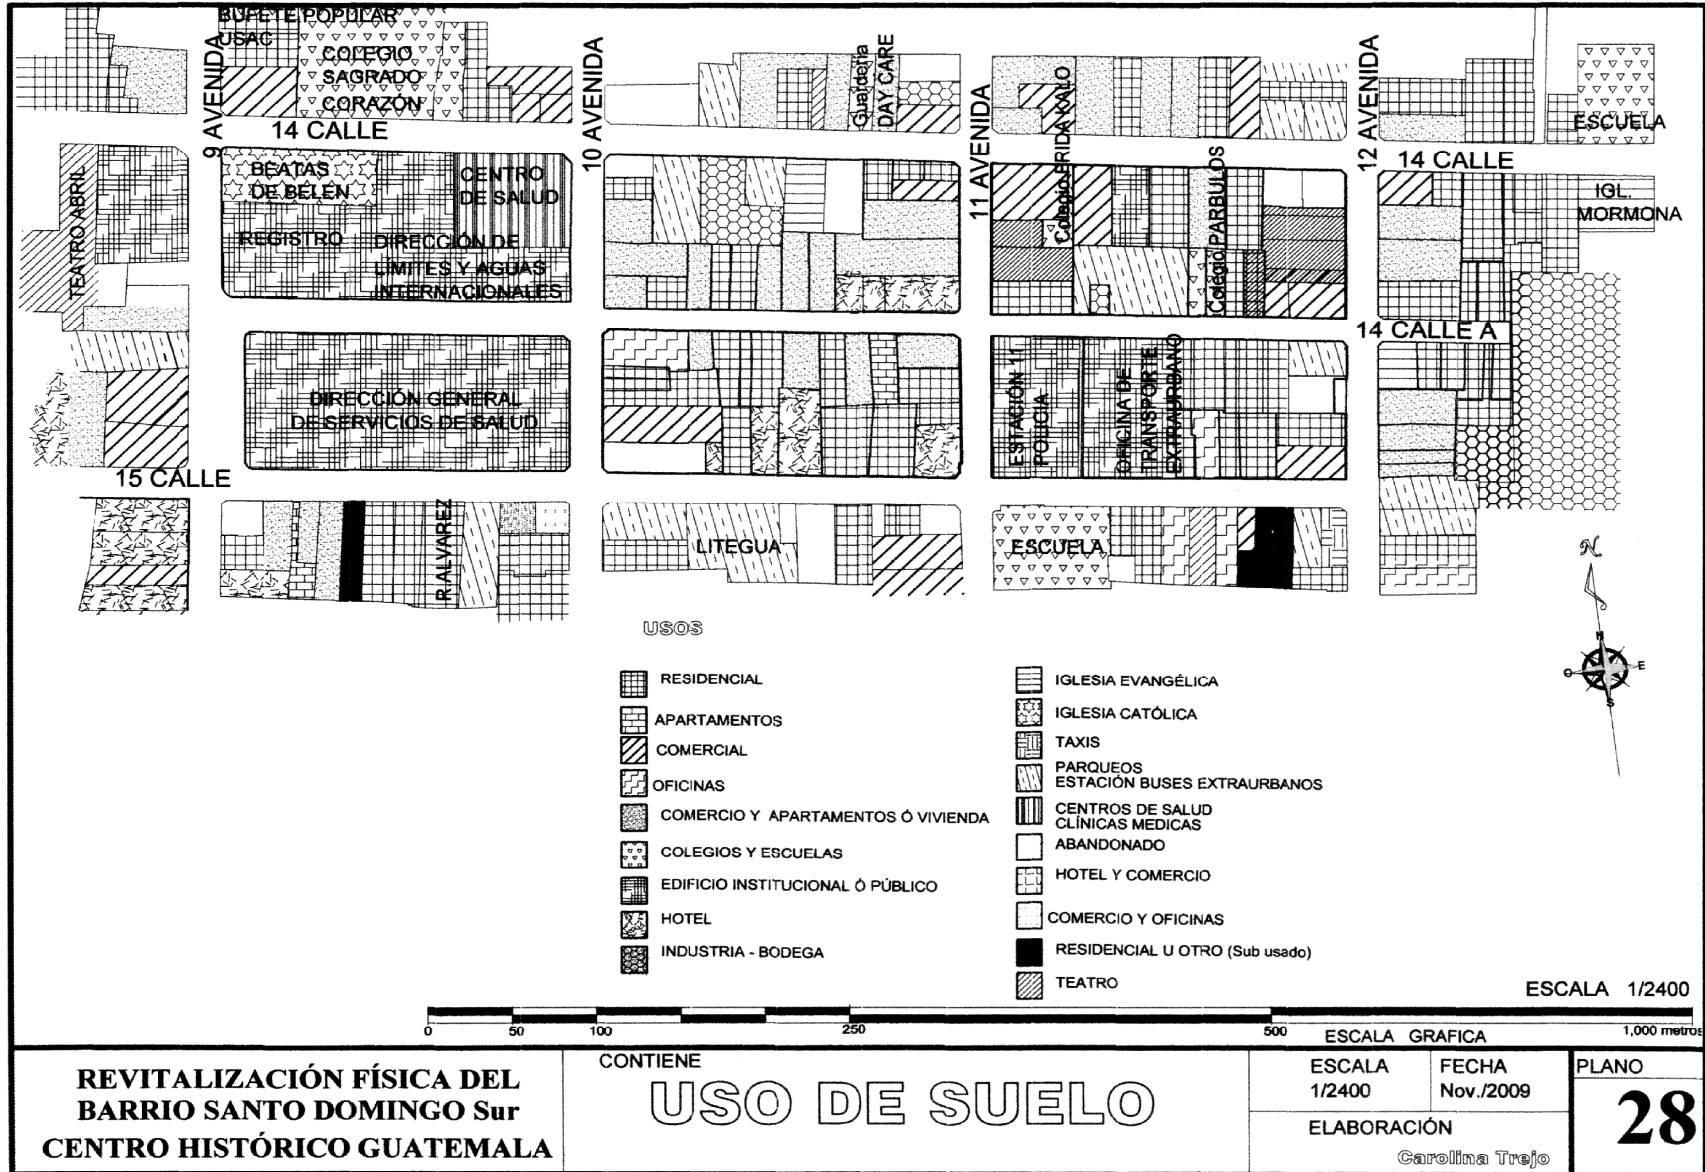 BUFETE POPULAR
USAC
COLEGIO
SAGRADO
CORAZÓN
9 AVENIDA
14 CALLE
10 AVENIDA
Guardería
DAY CARE
11 AVENIDA
Colegio FRIDA KALO
12 AVENIDA
ESCUELA
14 CALLE
TEATRO ABRIL
BEATAS
DE BELÉN
CENTRO
DE SALUD
REGISTRO
DIRECCIÓN DE
LÍMITES Y AGUAS
INTERNACIONALES
Colegio PARBULOS
IGL.
MORMONA
14 CALLE A
DIRECCIÓN GENERAL
DE SERVICIOS DE SALUD
ESTACIÓN 11
POLICIA
OFICINA DE
TRANSPORTE
EXTRAURBANO
15 CALLE
R.ALVAREZ
LITEGUA
ESCUELA
N
N
E
S
O
USOS
RESIDENCIAL
APARTAMENTOS
COMERCIAL
OFICINAS
COMERCIO Y APARTAMENTOS Ó VIVIENDA
COLEGIOS Y ESCUELAS
EDIFICIO INSTITUCIONAL Ó PÚBLICO
HOTEL
INDUSTRIA - BODEGA
IGLESIA EVANGÉLICA
IGLESIA CATÓLICA
TAXIS
PARQUEOS
ESTACIÓN BUSES EXTRAURBANOS
CENTROS DE SALUD
CLÍNICAS MEDICAS
ABANDONADO
HOTEL Y COMERCIO
COMERCIO Y OFICINAS
RESIDENCIAL U OTRO (Sub usado)
TEATRO
ESCALA 1/2400
0 50 100 250 500 1,000 metros
ESCALA GRAFICA
REVITALIZACIÓN FÍSICA DEL
BARRIO SANTO DOMINGO Sur
CENTRO HISTÓRICO GUATEMALA
CONTIENE
USO DE SUELO
ESCALA
1/2400
FECHA
Nov./2009
ELABORACIÓN
Carolina Trejo
PLANO
28